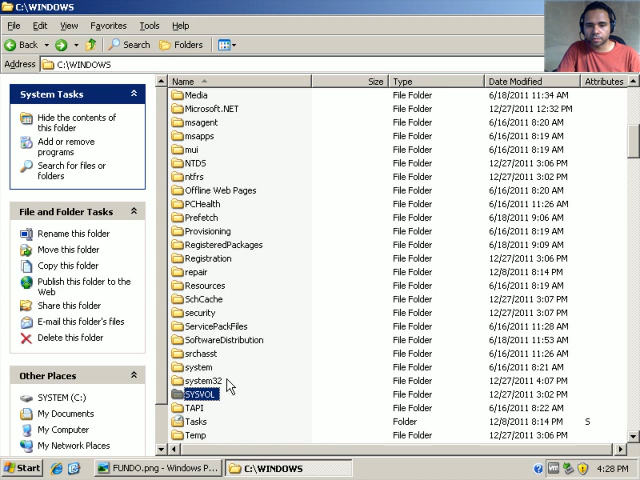 C:\WINDOWS
File Edit View Favorites Tools Help
Back Search Folders
Address C:\WINDOWS
System Tasks
Hide the contents of
this folder
Add or remove
programs
Search for files or
folders
File and Folder Tasks
Rename this folder
Move this folder
Copy this folder
Publish this folder to the
Web
Share this folder
E-mail this folder's files
Delete this folder
Other Places
SYSTEM (C:)
My Documents
My Computer
My Network Places
Name Size Type Date Modified Attributes
Media File Folder 6/18/2011 11:34 AM
Microsoft.NET File Folder 12/27/2011 12:32 PM
msagent File Folder 6/16/2011 8:20 AM
msapps File Folder 6/16/2011 8:19 AM
mui File Folder 6/16/2011 8:19 AM
NTDS File Folder 12/27/2011 3:06 PM
ntfrs File Folder 12/27/2011 3:02 PM
Offline Web Pages File Folder 6/16/2011 8:20 AM
PCHealth File Folder 6/16/2011 11:26 AM
Prefetch File Folder 6/18/2011 9:06 AM
Provisioning File Folder 6/16/2011 8:19 AM
RegisteredPackages File Folder 6/18/2011 9:09 AM
Registration File Folder 12/27/2011 3:06 PM
repair File Folder 12/8/2011 8:14 PM
Resources File Folder 6/16/2011 8:19 AM
SchCache File Folder 12/27/2011 3:07 PM
security File Folder 12/27/2011 3:07 PM
ServicePackFiles File Folder 6/16/2011 11:28 AM
SoftwareDistribution File Folder 6/18/2011 11:53 AM
srchasst File Folder 6/16/2011 11:26 AM
system File Folder 6/16/2011 8:21 AM
system32 File Folder 12/27/2011 4:07 PM
SYSVOL File Folder 12/27/2011 3:02 PM
TAPI File Folder 6/16/2011 8:22 AM
Tasks Folder 12/8/2011 8:14 PM S
Temp File Folder 12/27/2011 3:06 PM
Start FUNDO.png - Windows P... C:\WINDOWS 4:28 PM